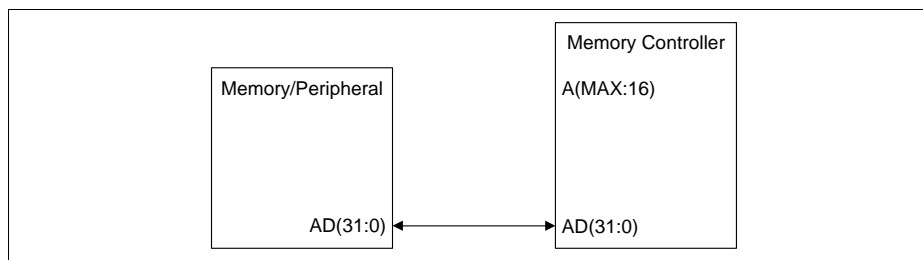 Memory Controller
Memory/Peripheral
A(MAX:16)
AD(31:0)
AD(31:0)